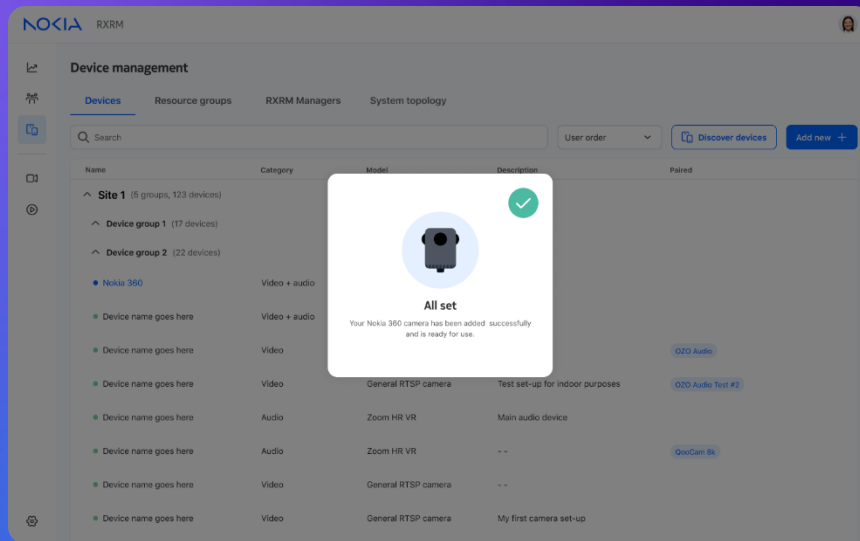 NOKIA RXRM
Device management
Devices Resource groups RXRM Managers System topology
Search User order Discover devices Add new
Name Category Model Description Paired
Site 1 (5 groups, 123 devices)
Device group 1 (17 devices)
Device group 2 (22 devices)
Nokia 360 Video + audio
Device name goes here Video + audio
Device name goes here Video OZO Audio
Device name goes here Video General RTSP camera Test set-up for indoor purposes OZO Audio Test #2
Device name goes here Audio Zoom HR VR Main audio device
Device name goes here Audio Zoom HR VR - - QooCam 8k
Device name goes here Video General RTSP camera - -
Device name goes here Video General RTSP camera My first camera set-up
All set
Your Nokia 360 camera has been added successfully
and is ready for use.